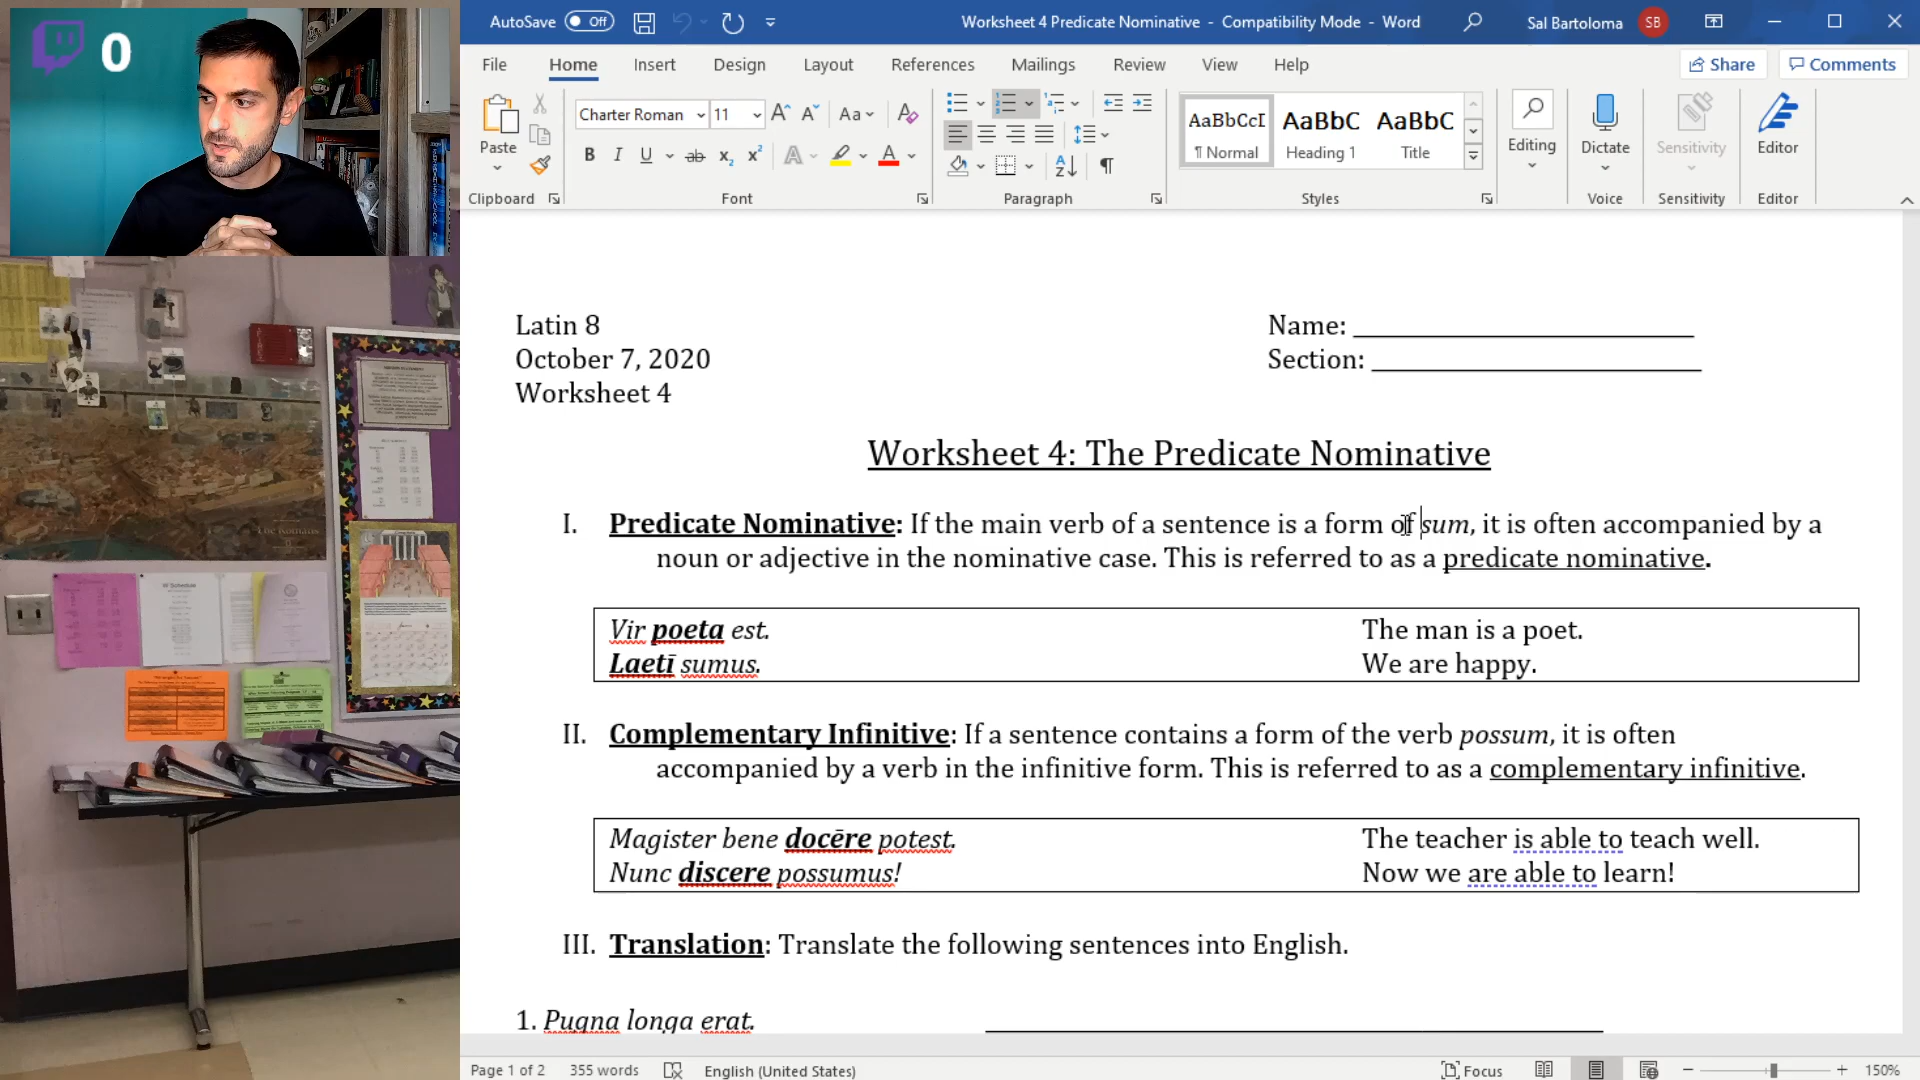 0
AutoSave Off
Worksheet 4 Predicate Nominative - Compatibility Mode - Word
Sal Bartoloma SB
File Home Insert Design Layout References Mailings Review View Help
Share Comments
Paste
Clipboard
Charter Roman 11
Font
Paragraph
AaBbCcI AaBbC AaBbC
¶ Normal Heading 1 Title
Styles
Editing
Dictate
Voice
Sensitivity
Sensitivity
Editor
Editor
Latin 8
October 7, 2020
Worksheet 4
Name:
Section:
Worksheet 4: The Predicate Nominative
I. Predicate Nominative: If the main verb of a sentence is a form of sum, it is often accompanied by a
noun or adjective in the nominative case. This is referred to as a predicate nominative.
Vir poeta est. The man is a poet.
Laetī sumus. We are happy.
II. Complementary Infinitive: If a sentence contains a form of the verb possum, it is often
accompanied by a verb in the infinitive form. This is referred to as a complementary infinitive.
Magister bene docēre potest. The teacher is able to teach well.
Nunc discere possumus! Now we are able to learn!
III. Translation: Translate the following sentences into English.
1. Pugna longa erat.
Page 1 of 2 355 words English (United States) Focus 150%
The Romans